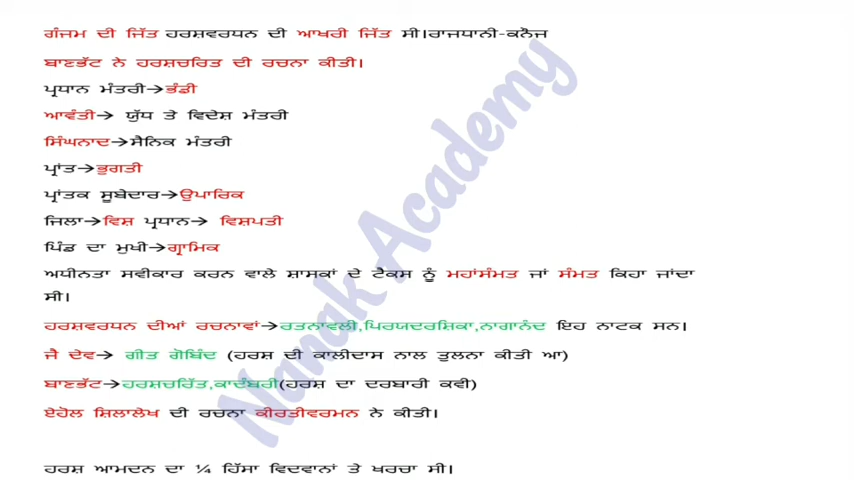 ਗੰਜਮ ਦੀ ਜਿੱਤ ਹਰਸ਼ਵਰਧਨ ਦੀ ਆਖਰੀ ਜਿੱਤ ਸੀ।ਰਾਜਧਾਨੀ-ਕਨੌਜ
ਬਾਣਭੱਟ ਨੇ ਹਰਸ਼ਚਰਿਤ ਦੀ ਰਚਨਾ ਕੀਤੀ।
ਪ੍ਰਧਾਨ ਮੰਤਰੀ→ਭੰਡੀ
ਆਵੰਤੀ→ ਯੁੱਧ ਤੇ ਵਿਦੇਸ਼ ਮੰਤਰੀ
ਸਿੰਘਨਾਦ→ਸੈਨਿਕ ਮੰਤਰੀ
ਪ੍ਰਾਂਤ→ਭੁਗਤੀ
ਪ੍ਰਾਂਤਕ ਸੂਬੇਦਾਰ→ਉਪਾਰਿਕ
ਜਿਲਾ→ਵਿਸ਼ ਪ੍ਰਧਾਨ→ ਵਿਸ਼ਪਤੀ
ਪਿੰਡ ਦਾ ਮੁਖੀ→ਗ੍ਰਾਮਿਕ
ਅਧੀਨਤਾ ਸਵੀਕਾਰ ਕਰਨ ਵਾਲੇ ਸ਼ਾਸਕਾਂ ਦੇ ਟੈਕਸ ਨੂੰ ਮਹਾਂਸੰਮਤ ਜਾਂ ਸੰਮਤ ਕਿਹਾ ਜਾਂਦਾ
ਸੀ।
ਹਰਸ਼ਵਰਧਨ ਦੀਆਂ ਰਚਨਾਵਾਂ→ਰਤਨਾਵਲੀ,ਪਿਰਯਦਰਸ਼ਿਕਾ,ਨਾਗਾਨੰਦ ਇਹ ਨਾਟਕ ਸਨ।
ਜੈ ਦੇਵ→ ਗੀਤ ਗੋਬਿੰਦ (ਹਰਸ਼ ਦੀ ਕਾਲੀਦਾਸ ਨਾਲ ਤੁਲਨਾ ਕੀਤੀ ਆ)
ਬਾਣਭੱਟ→ਹਰਸ਼ਚਰਿੱਤ,ਕਾਦੰਬਰੀ(ਹਰਸ਼ ਦਾ ਦਰਬਾਰੀ ਕਵੀ)
ਏਹੋਲ ਸ਼ਿਲਾਲੇਖ ਦੀ ਰਚਨਾ ਕੀਰਤੀਵਰਮਨ ਨੇ ਕੀਤੀ।
ਹਰਸ਼ ਆਮਦਨ ਦਾ ¼ ਹਿੱਸਾ ਵਿਦਵਾਨਾਂ ਤੇ ਖਰਚਾ ਸੀ।
Nanak Academy